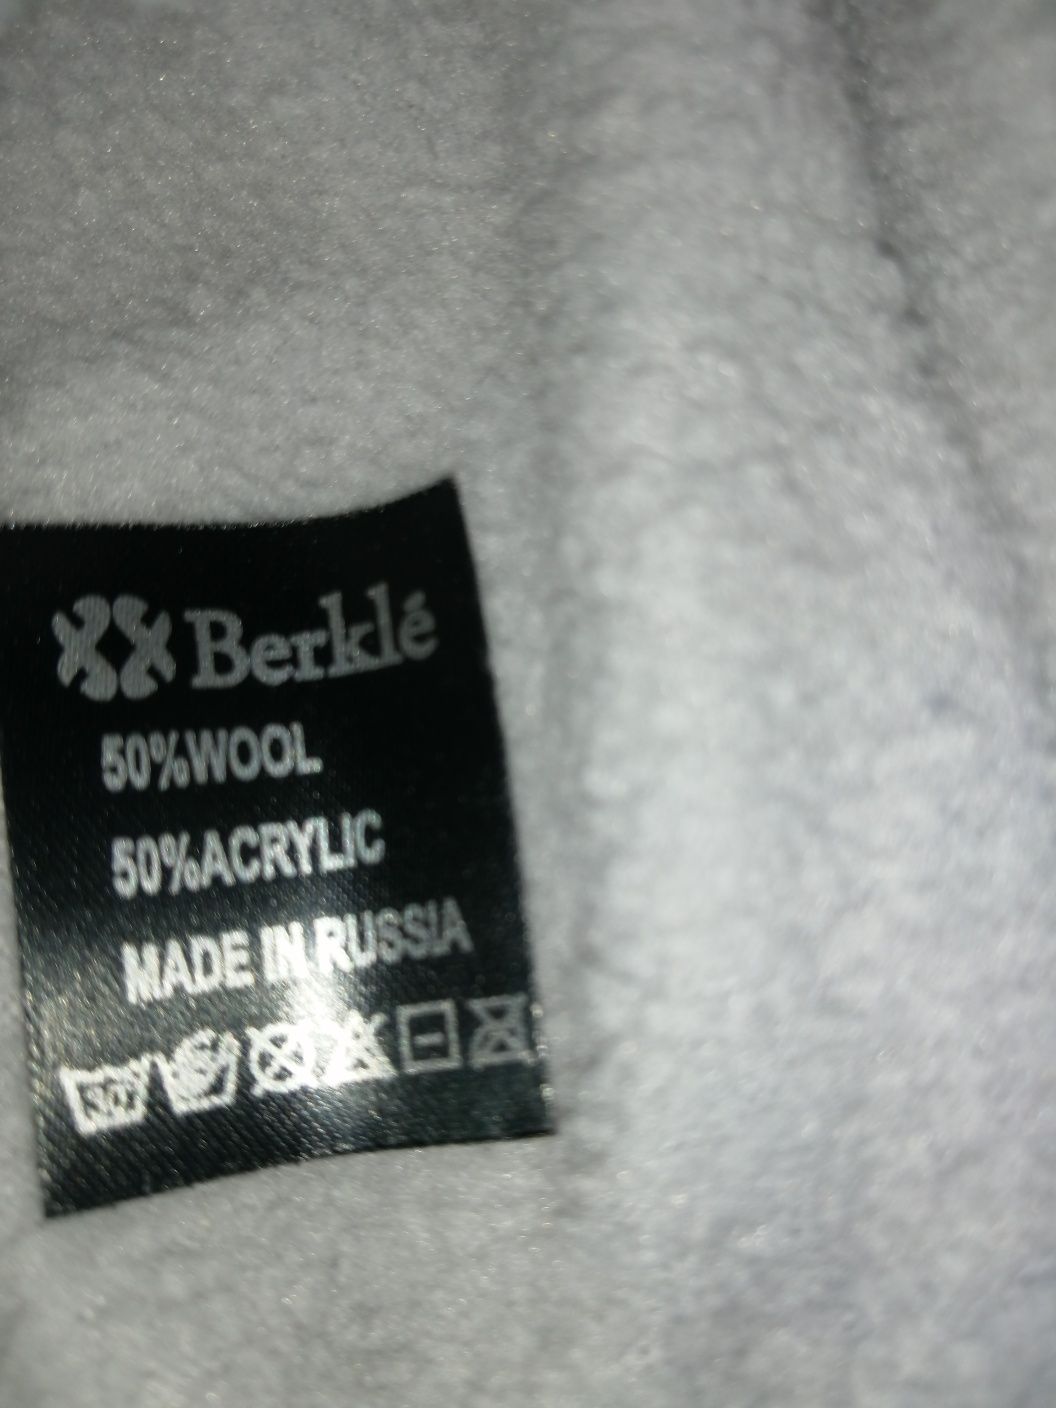 Berklé
50%WOOL
50%ACRYLIC
MADE IN RUSSIA
30°